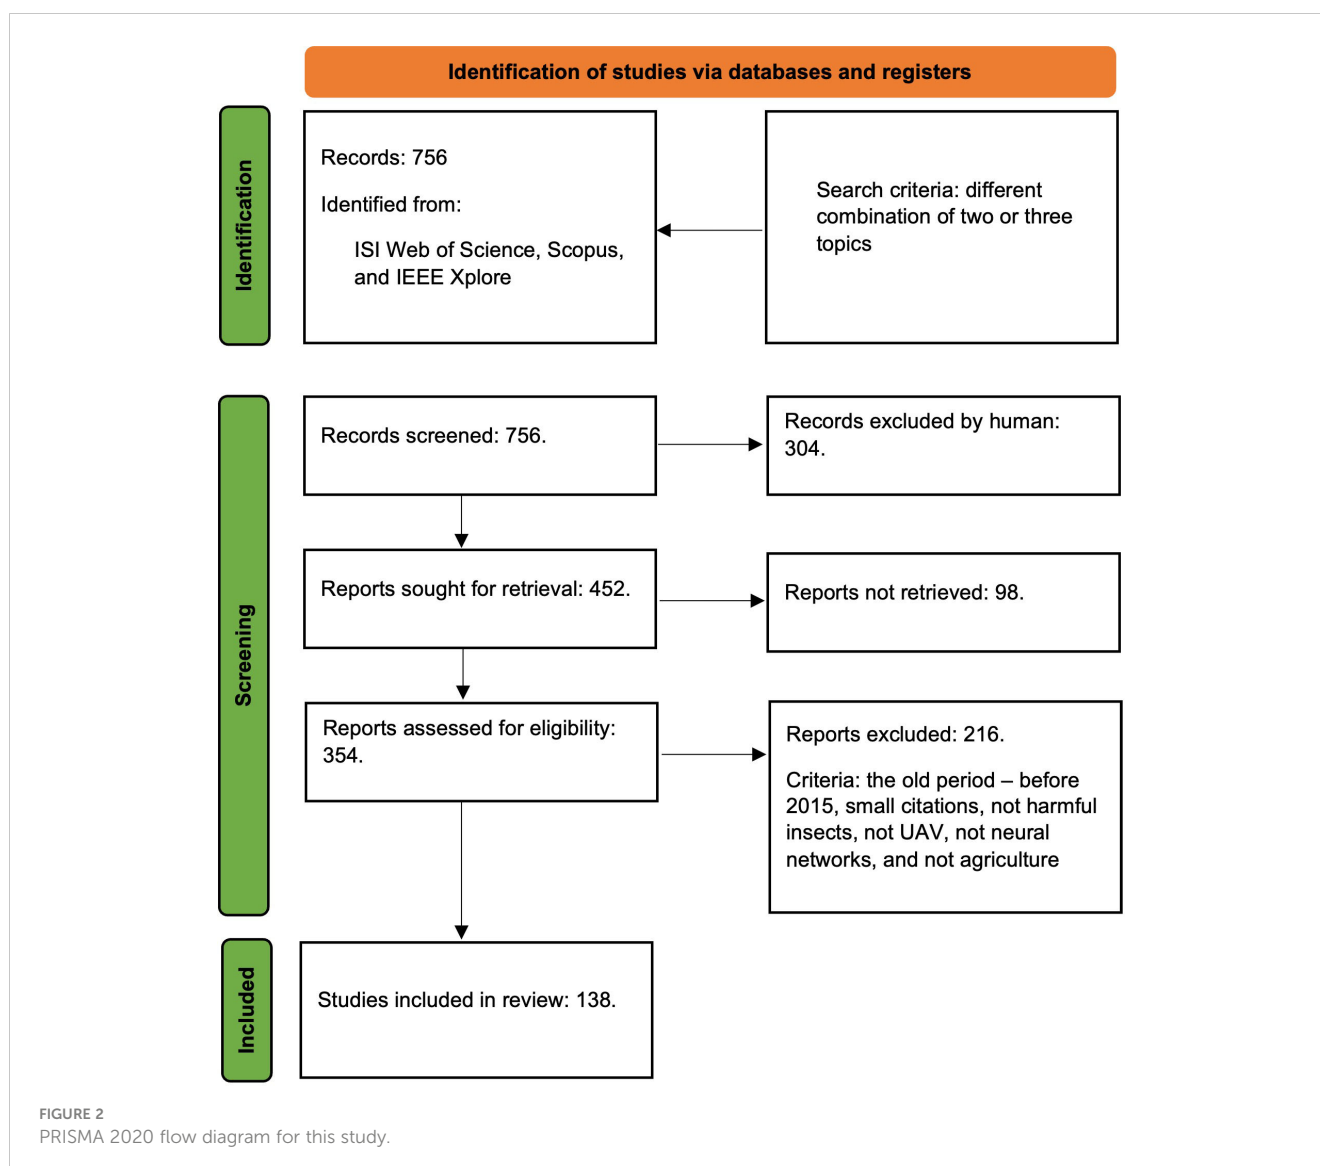 Identification of studies via databases and registers
Identification
Records: 756
Identified from:
ISI Web of Science, Scopus,
and IEEE Xplore
Search criteria: different
combination of two or three
topics
Screening
Records screened: 756.
Records excluded by human:
304.
Reports sought for retrieval: 452.
Reports not retrieved: 98.
Reports assessed for eligibility:
354.
Reports excluded: 216.
Criteria: the old period – before
2015, small citations, not harmful
insects, not UAV, not neural
networks, and not agriculture
Included
Studies included in review: 138.
FIGURE 2
PRISMA 2020 flow diagram for this study.